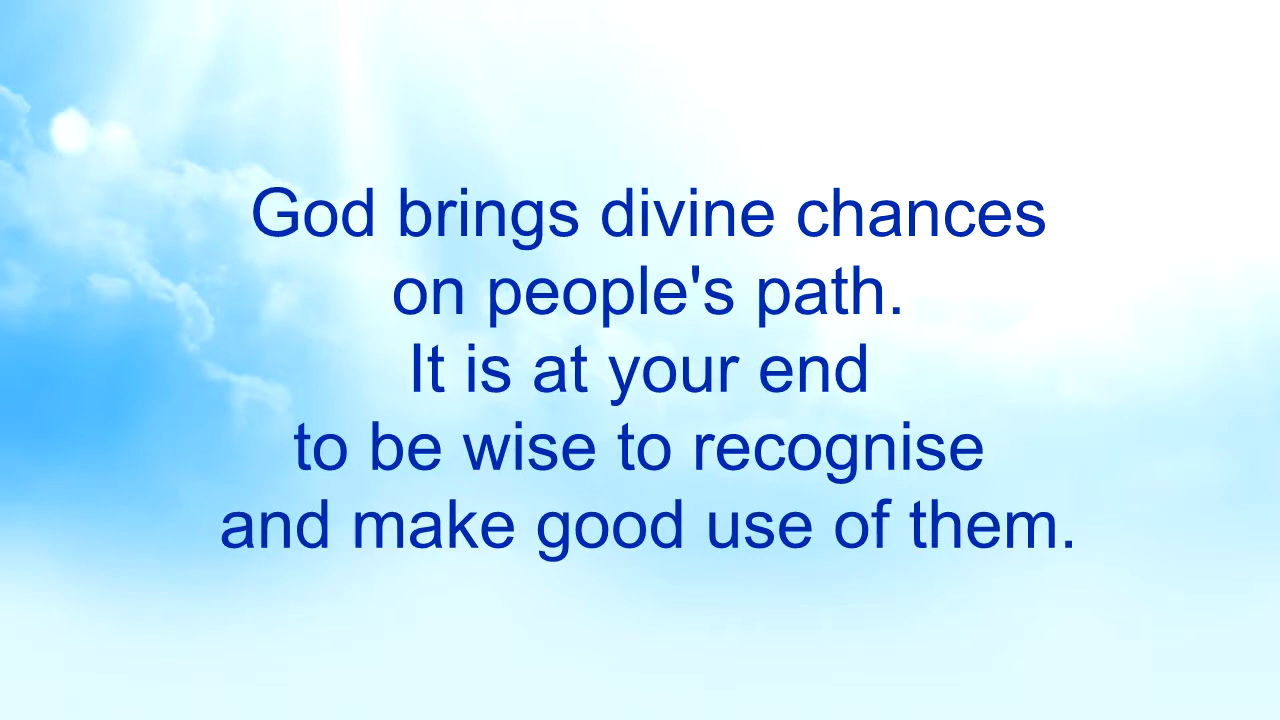 God brings divine chances
on people's path.
It is at your end
to be wise to recognise
and make good use of them.